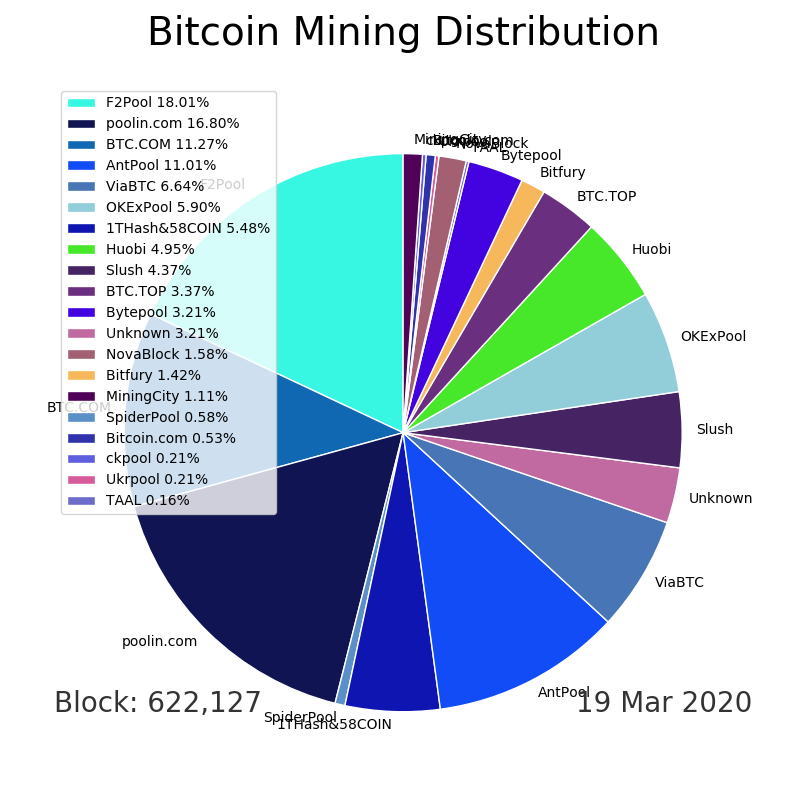 Bitcoin Mining Distribution
F2Pool 18.01%
poolin.com 16.80%
BTC.COM 11.27%
AntPool 11.01%
ViaBTC 6.64%
OKExPool 5.90%
1THash&58COIN 5.48%
Huobi 4.95%
Slush 4.37%
BTC.TOP 3.37%
Bytepool 3.21%
Unknown 3.21%
NovaBlock 1.58%
Bitfury 1.42%
MiningCity 1.11%
SpiderPool 0.58%
Bitcoin.com 0.53%
ckpool 0.21%
Ukrpool 0.21%
TAAL 0.16%
MiningCity
ckpool
Bitcoin.com
NovaBlock
TAAL
Bytepool
Bitfury
BTC.TOP
Huobi
OKExPool
Slush
Unknown
ViaBTC
AntPool
1THash&58COIN
SpiderPool
poolin.com
BTC.COM
F2Pool
Block: 622,127
19 Mar 2020